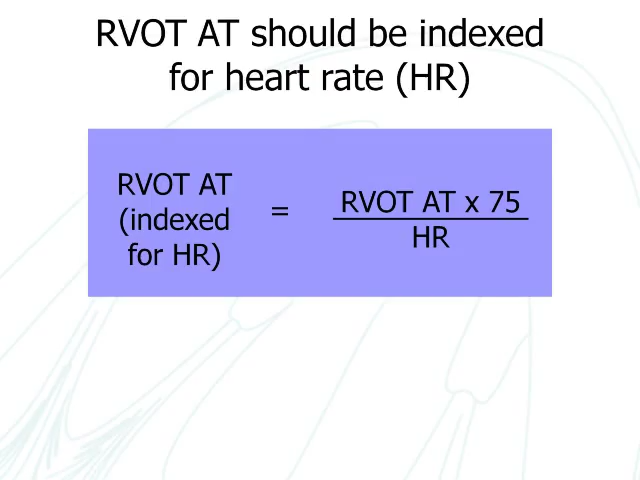 RVOT AT should be indexed
for heart rate (HR)
RVOT AT
(indexed
for HR)
=
RVOT AT x 75
HR